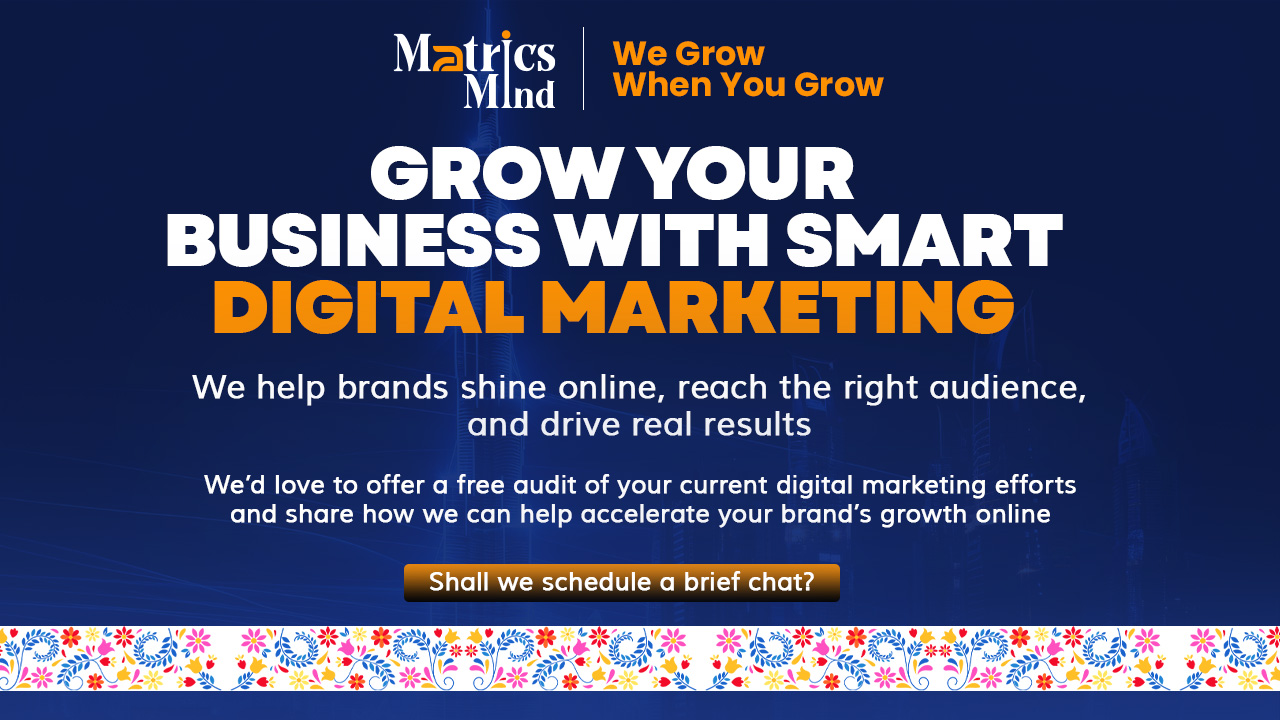 Matrics
Mind
We Grow
When You Grow
GROW YOUR
BUSINESS WITH SMART
DIGITAL MARKETING
We help brands shine online, reach the right audience,
and drive real results
We’d love to offer a free audit of your current digital marketing efforts
and share how we can help accelerate your brand’s growth online
Shall we schedule a brief chat?